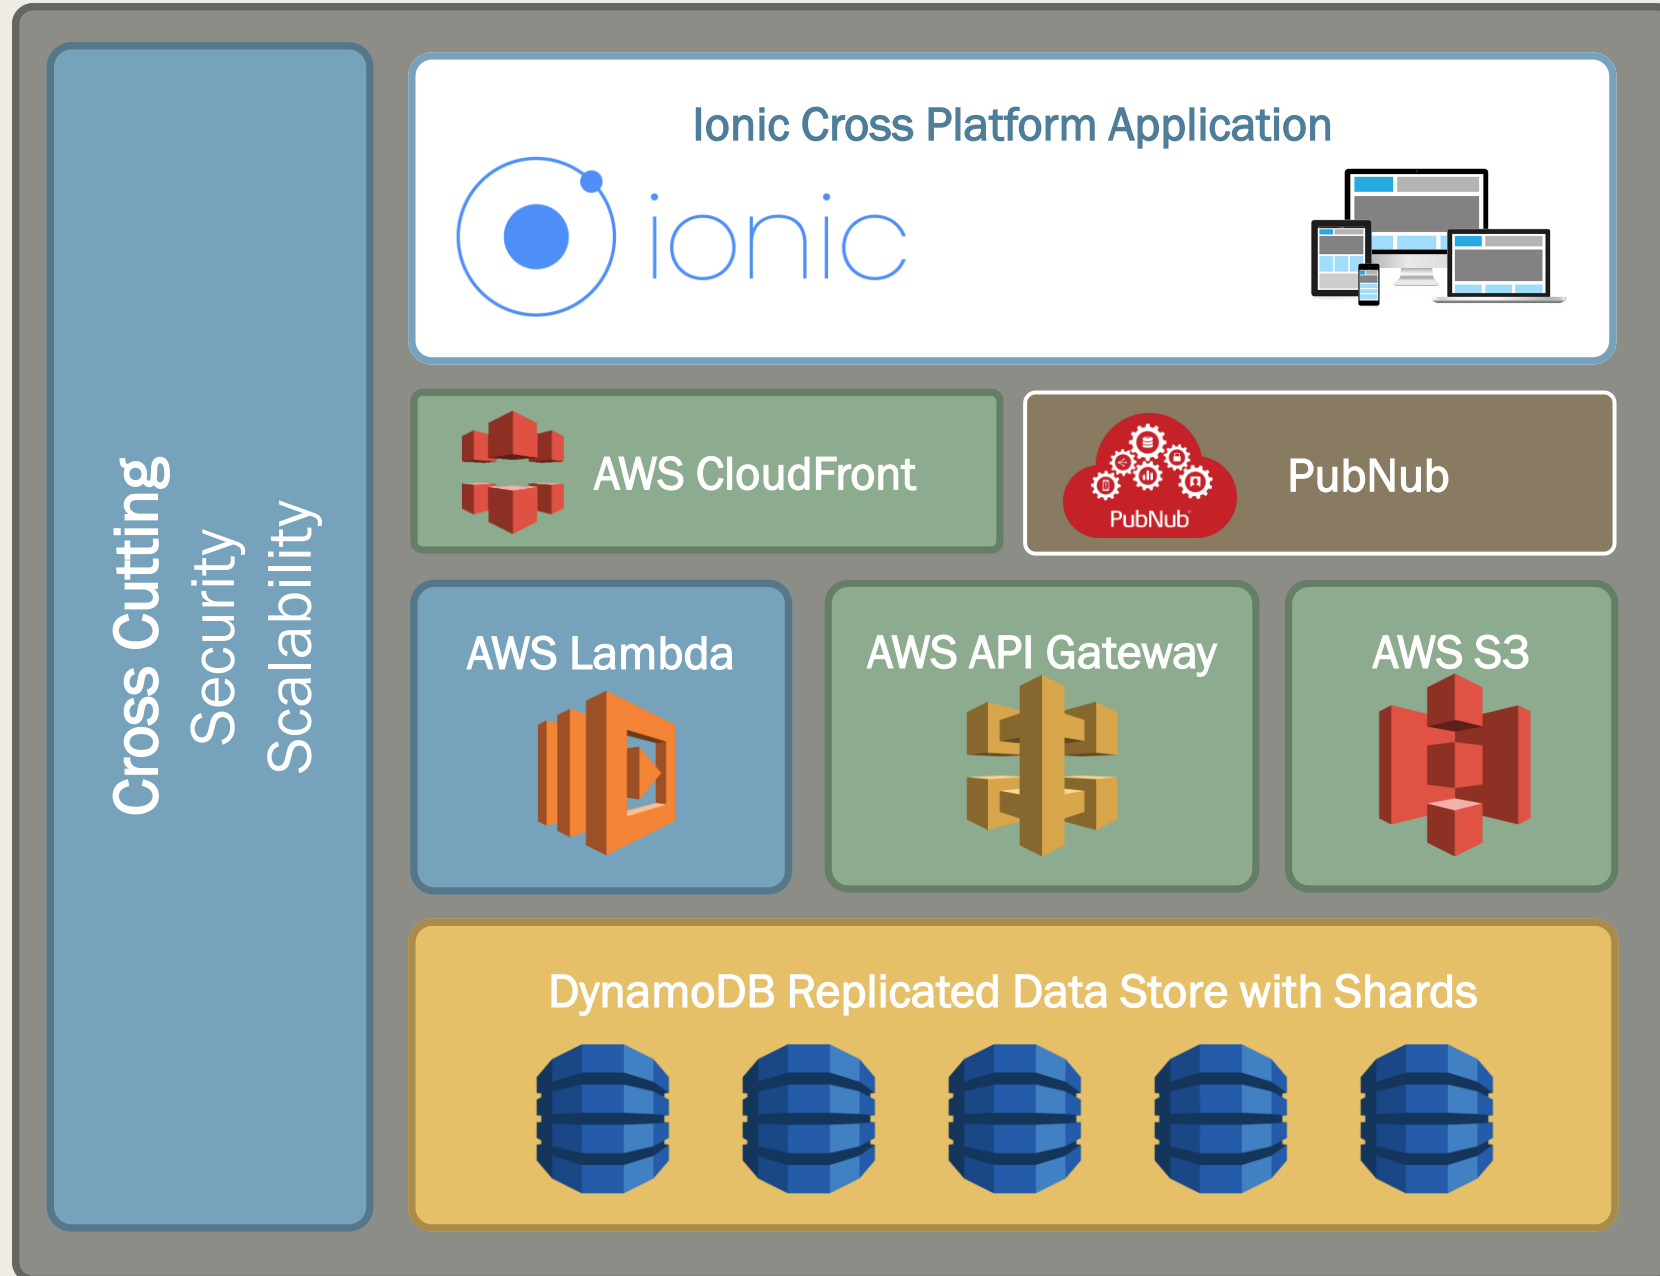 Cross Cutting
Security
Scalability
Ionic Cross Platform Application
ionic
AWS CloudFront
PubNub
PubNub
AWS Lambda
AWS API Gateway
AWS S3
DynamoDB Replicated Data Store with Shards